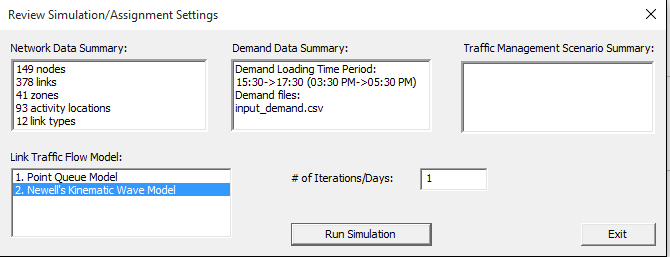 Review Simulation/Assignment Settings
Network Data Summary:
149 nodes
378 links
41 zones
93 activity locations
12 link types
Demand Data Summary:
Demand Loading Time Period:
15:30->17:30 (03:30 PM->05:30 PM)
Demand files:
input_demand.csv
Traffic Management Scenario Summary:
Link Traffic Flow Model:
1. Point Queue Model
2. Newell's Kinematic Wave Model
# of Iterations/Days:
1
Run Simulation
Exit